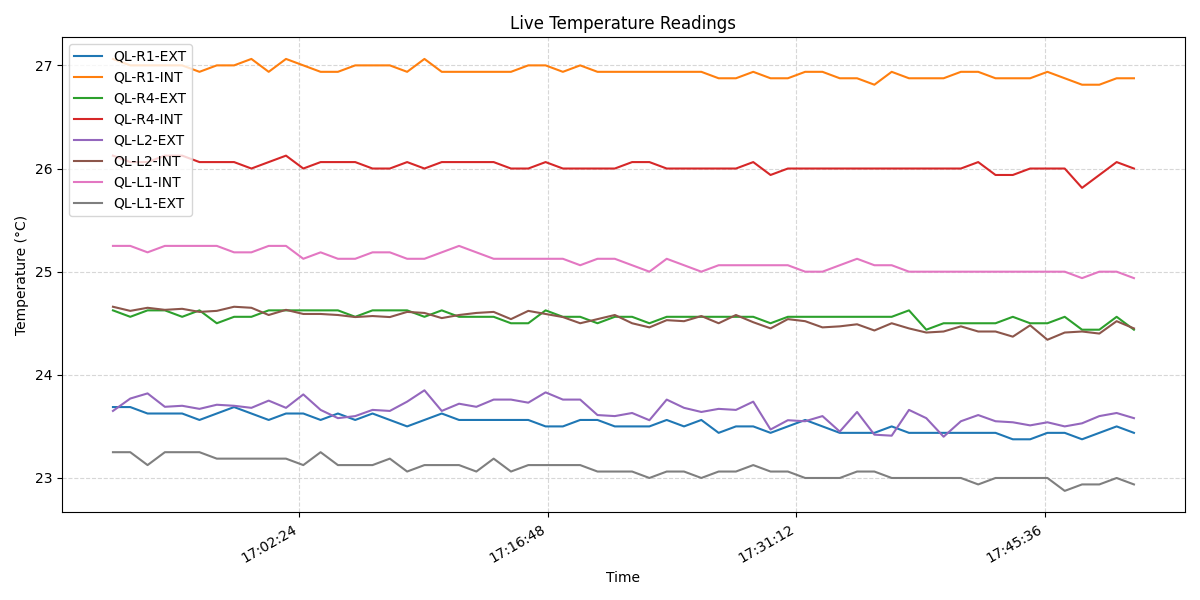 Live Temperature Readings
QL-R1-EXT
QL-R1-INT
QL-R4-EXT
QL-R4-INT
QL-L2-EXT
QL-L2-INT
QL-L1-INT
QL-L1-EXT
27
26
25
24
23
Temperature (°C)
17:02:24
17:16:48
17:31:12
17:45:36
Time